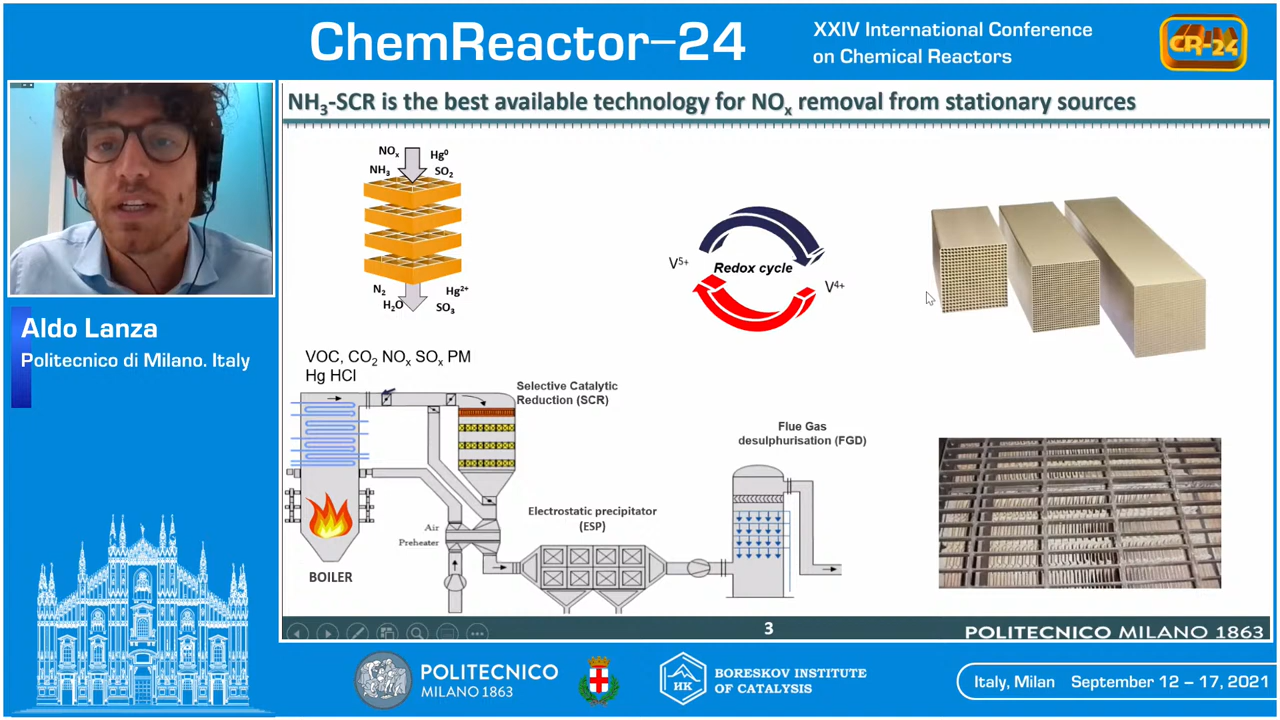 ChemReactor–24
XXIV International Conference
on Chemical Reactors
CR-24
NH3-SCR is the best available technology for NOx removal from stationary sources
NOx
Hg0
NH3
SO2
N2
Hg2+
H2O
SO3
V5+
Redox cycle
V4+
Aldo Lanza
Politecnico di Milano. Italy
VOC, CO2 NOx SOx PM
Hg HCl
Selective Catalytic
Reduction (SCR)
Flue Gas
desulphurisation (FGD)
Electrostatic precipitator
(ESP)
Air
Preheater
BOILER
3
POLITECNICO MILANO 1863
POLITECNICO
MILANO 1863
НК
BORESKOV INSTITUTE
OF CATALYSIS
Italy, Milan September 12 – 17, 2021